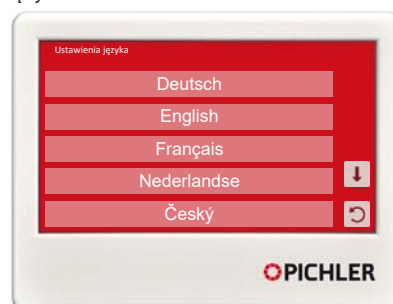 Ustawienia języka
Deutsch
English
Français
Nederlandse
Český
PICHLER